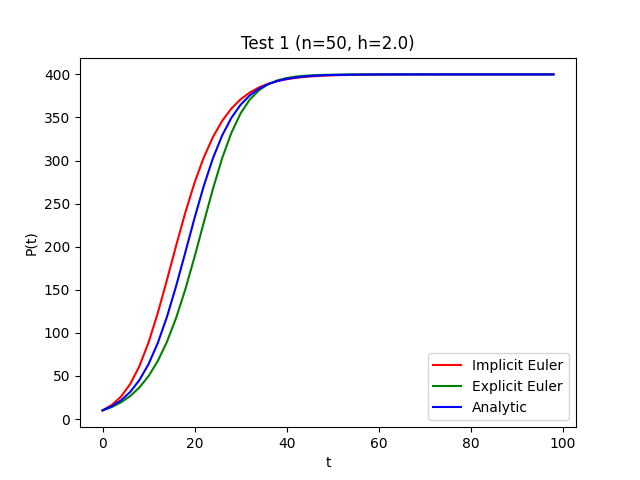 Test 1 (n=50, h=2.0)
400
350
300
250
200
150
100
50
0
P(t)
0 20 40 60 80 100
t
Implicit Euler
Explicit Euler
Analytic